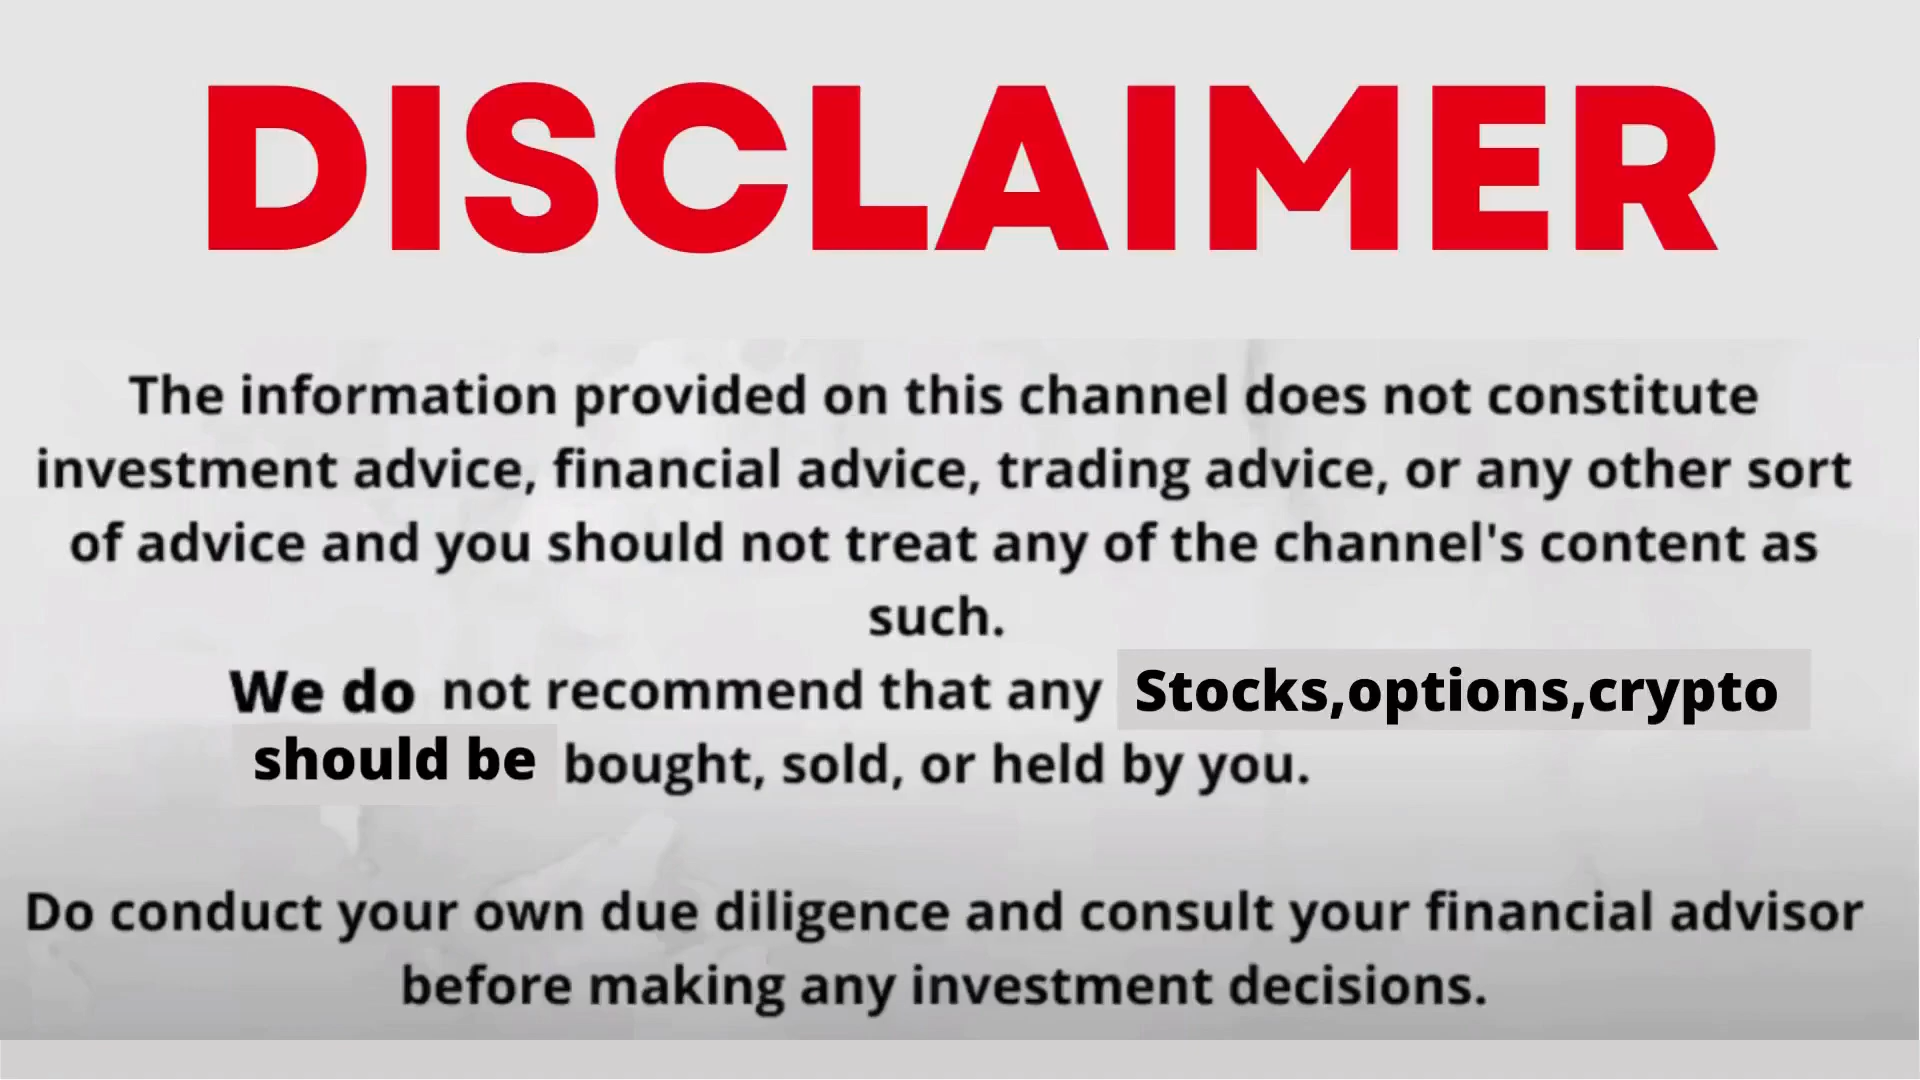 DISCLAIMER
The information provided on this channel does not constitute
investment advice, financial advice, trading advice, or any other sort
of advice and you should not treat any of the channel's content as
such.
We do not recommend that any Stocks,options,crypto
should be bought, sold, or held by you.
Do conduct your own due diligence and consult your financial advisor
before making any investment decisions.